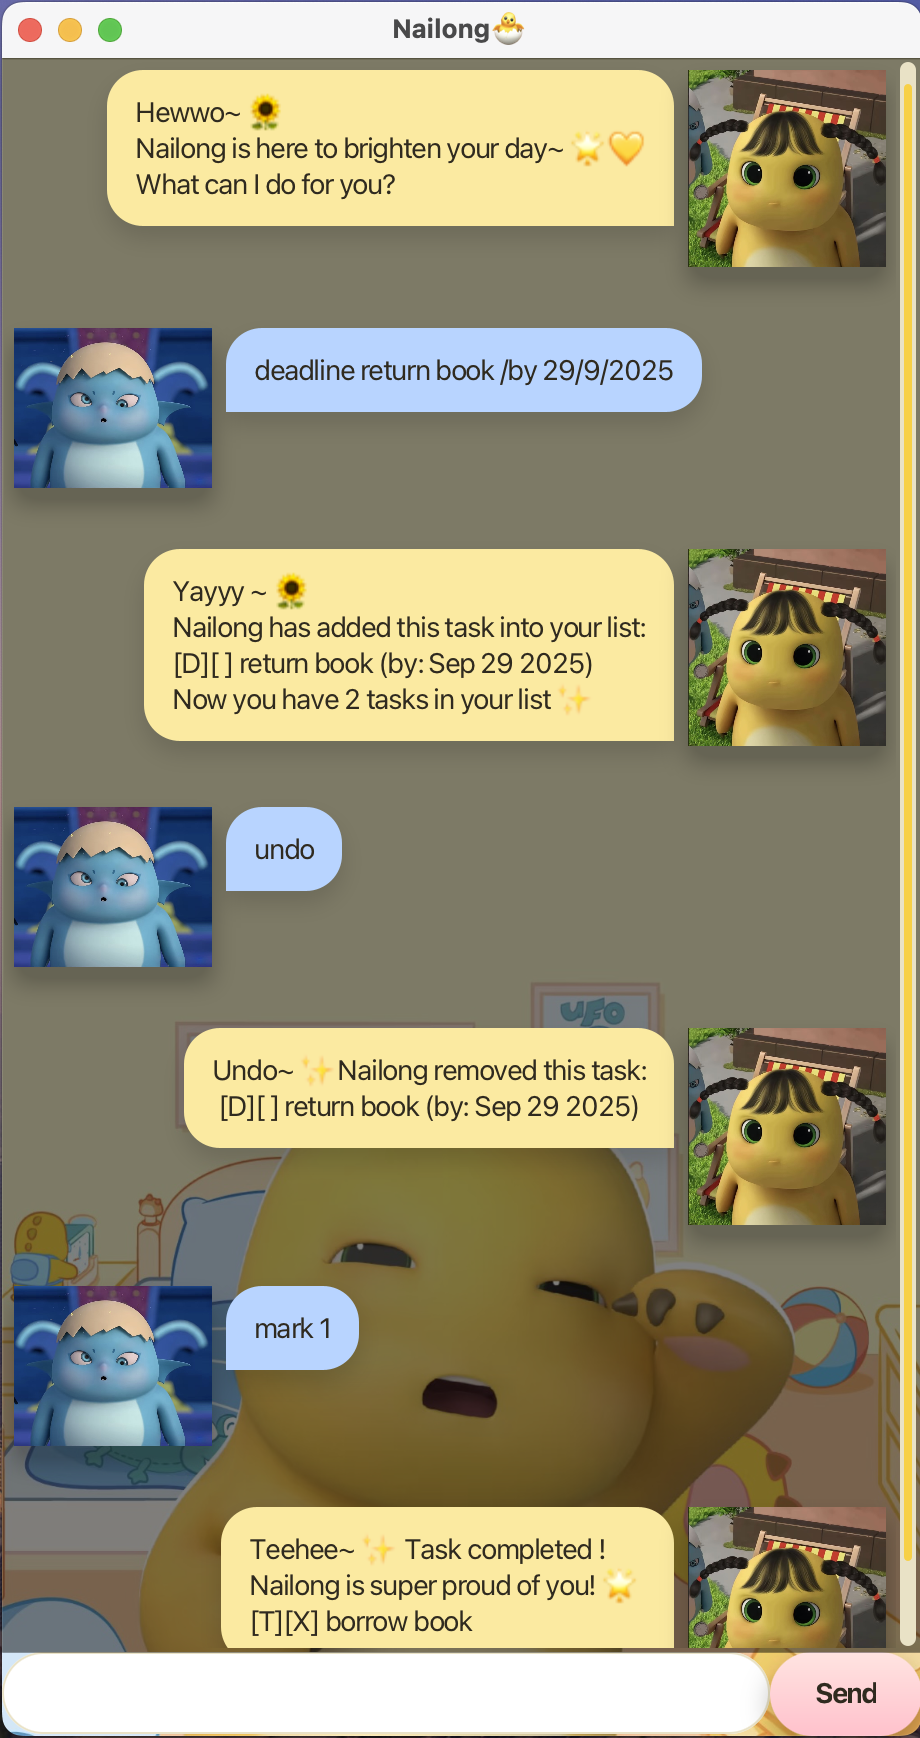 Nailong🐣
Hewwo~ 🌻
Nailong is here to brighten your day~ 🌟💛
What can I do for you?
deadline return book /by 29/9/2025
Yayyy ~ 🌻
Nailong has added this task into your list:
[D][ ] return book (by: Sep 29 2025)
Now you have 2 tasks in your list ✨
undo
UFO
Undo~ ✨ Nailong removed this task:
[D][ ] return book (by: Sep 29 2025)
mark 1
Teehee~ ✨ Task completed !
Nailong is super proud of you! 🌟
[T][X] borrow book
Send